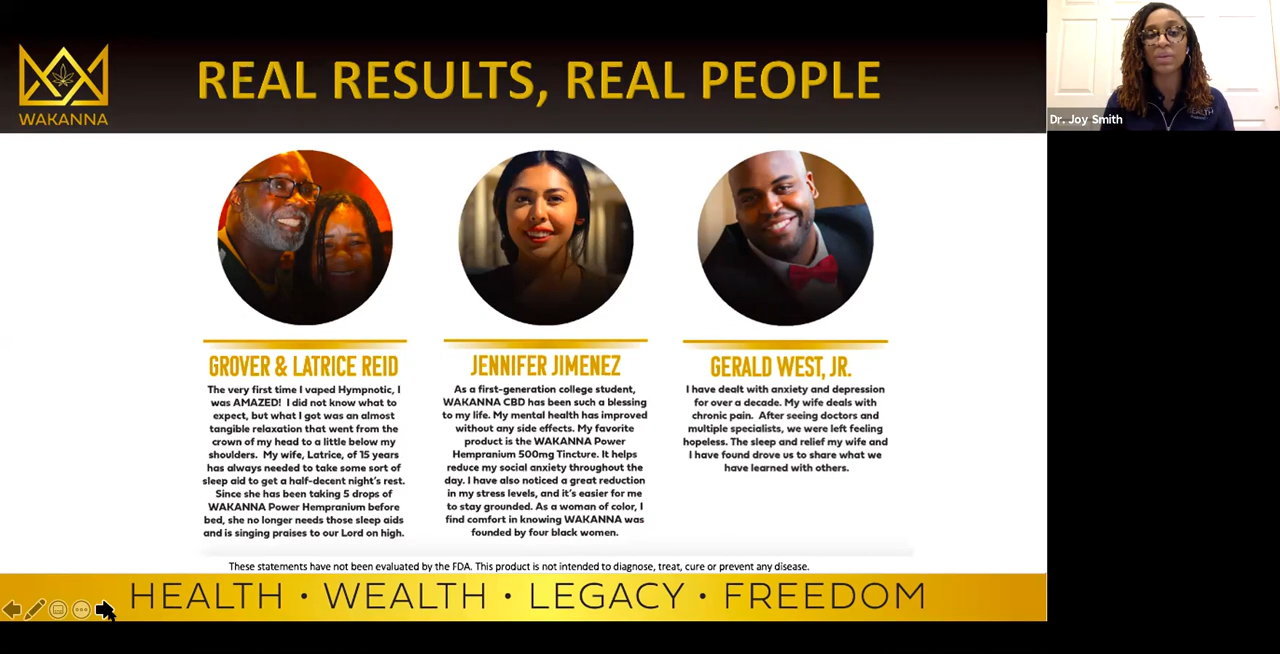 WAKANNA
REAL RESULTS, REAL PEOPLE
HEALTH
Dr. Joy Smith
GROVER & LATRICE REID
The very first time I vaped Hympnotic, I
was AMAZED! I did not know what to
expect, but what I got was an almost
tangible relaxation that went from the
crown of my head to a little below my
shoulders. My wife, Latrice, of 15 years
has always needed to take some sort of
sleep aid to get a half-decent night's rest.
Since she has been taking 5 drops of
WAKANNA Power Hempranium before
bed, she no longer needs those sleep aids
and is singing praises to our Lord on high.
JENNIFER JIMENEZ
As a first-generation college student,
WAKANNA CBD has been such a blessing
to my life. My mental health has improved
without any side effects. My favorite
product is the WAKANNA Power
Hempranium 500mg Tincture. It helps
reduce my social anxiety throughout the
day. I have also noticed a great reduction
in my stress levels, and it's easier for me
to stay grounded. As a woman of color, I
find comfort in knowing WAKANNA was
founded by four black women.
GERALD WEST, JR.
I have dealt with anxiety and depression
for over a decade. My wife deals with
chronic pain. After seeing doctors and
multiple specialists, we were left feeling
hopeless. The sleep and relief my wife and
I have found drove us to share what we
have learned with others.
These statements have not been evaluated by the FDA. This product is not intended to diagnose, treat, cure or prevent any disease.
HEALTH • WEALTH • LEGACY • FREEDOM